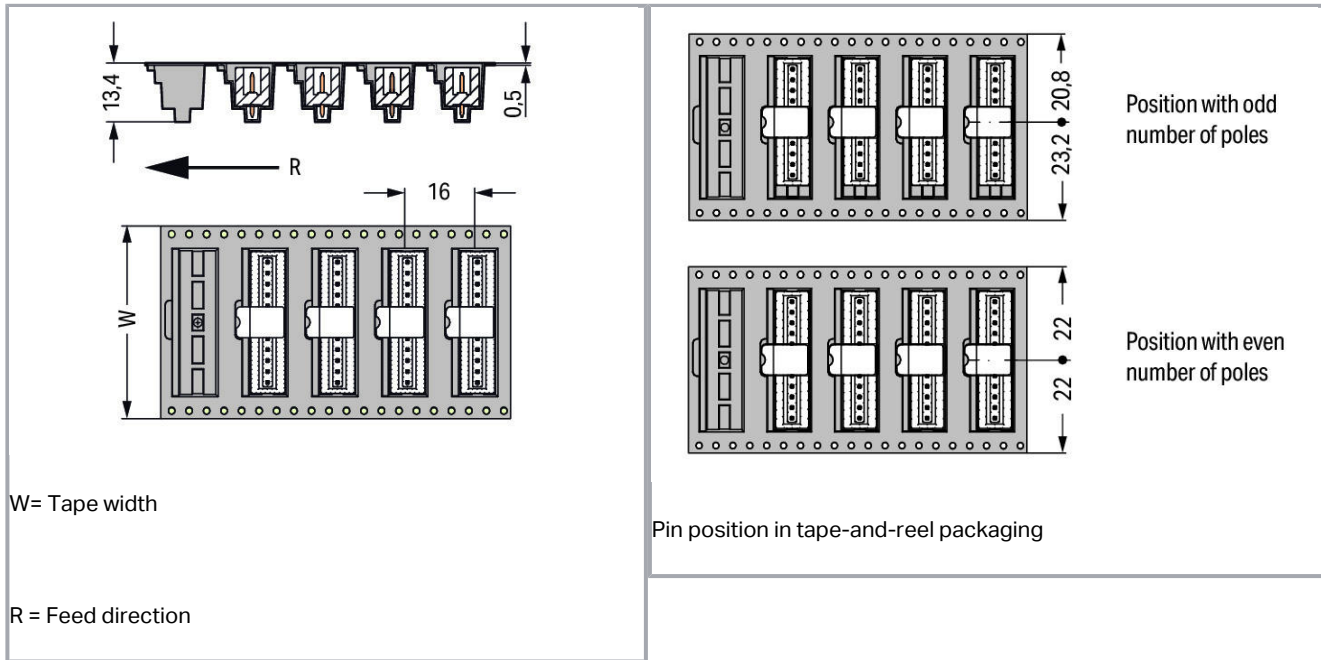 13,4
0,5
R
16
W
W= Tape width
R = Feed direction
20,8
23,2
Position with odd
number of poles
22
22
Position with even
number of poles
Pin position in tape-and-reel packaging